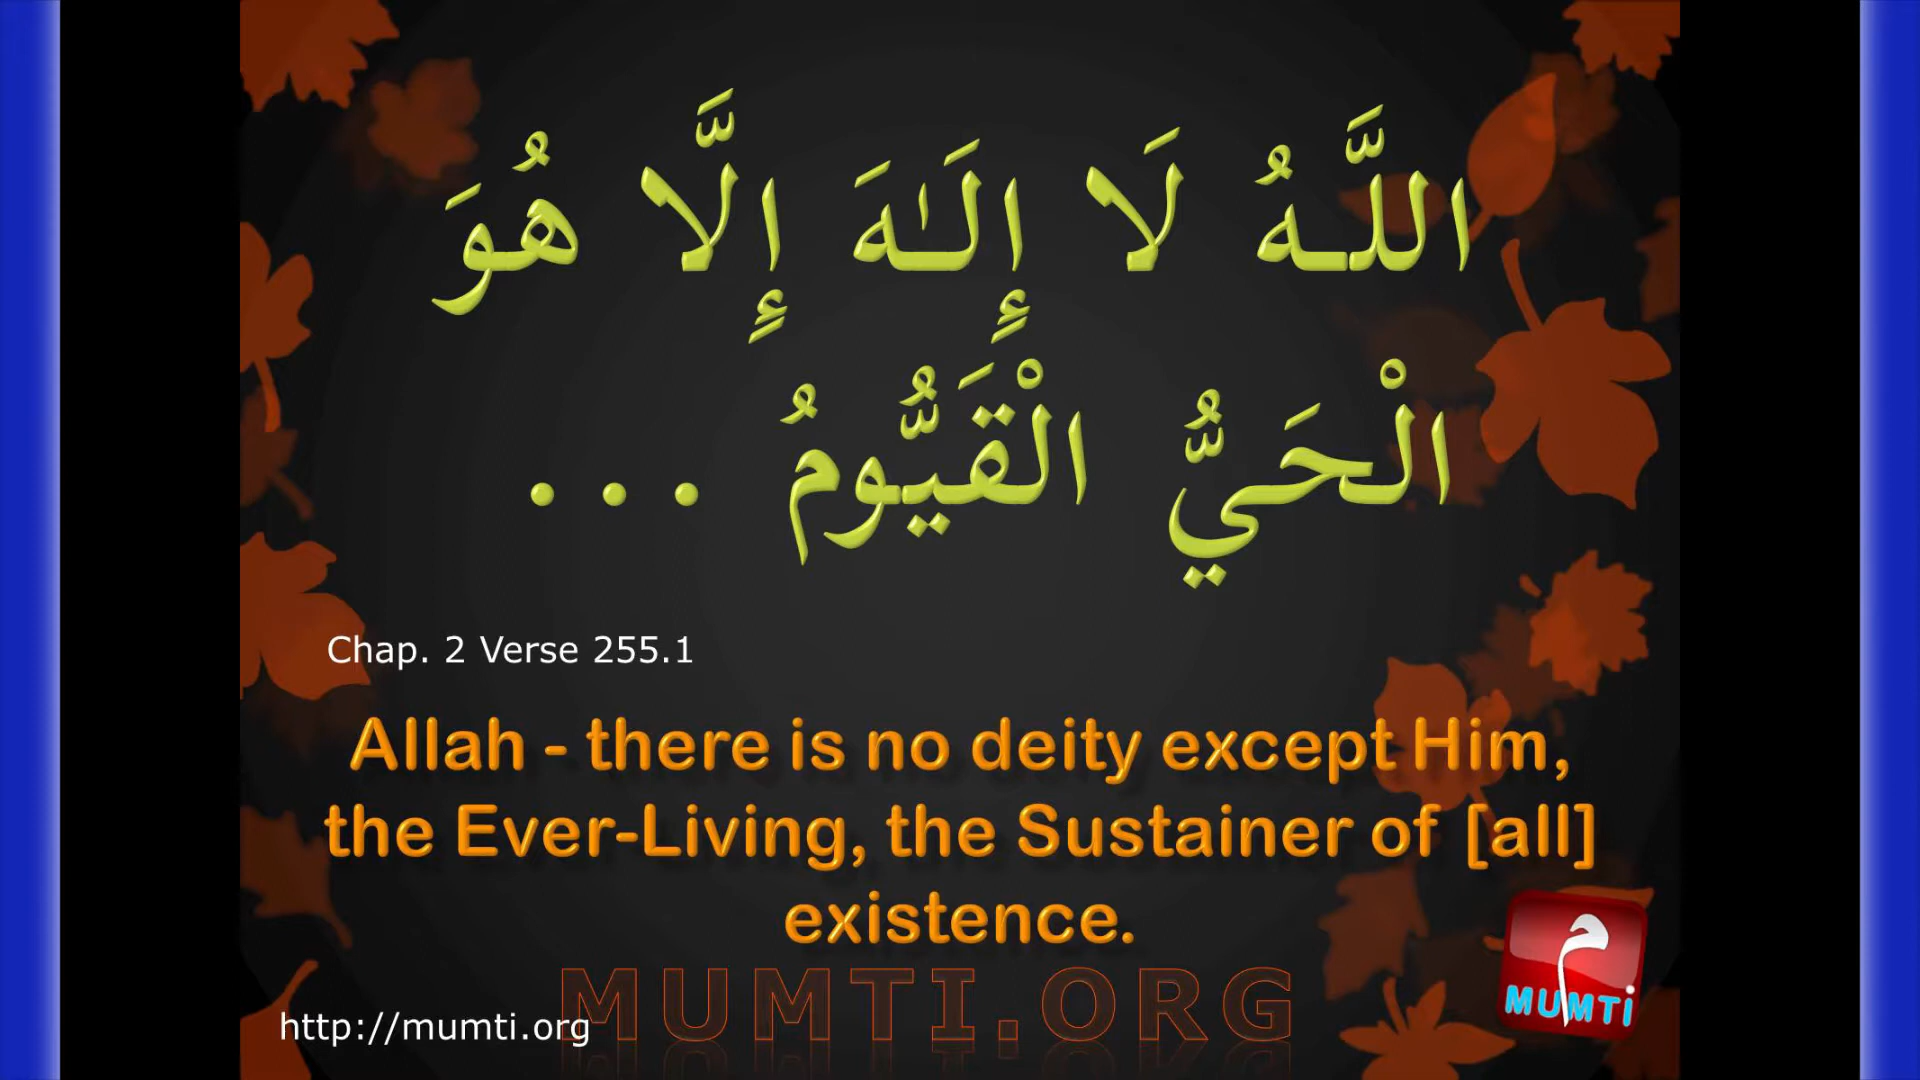 اللَّـهُ لَا إِلَـٰهَ إِلَّا هُوَ
الْحَيُّ الْقَيُّومُ ...
Chap. 2 Verse 255.1
Allah - there is no deity except Him,
the Ever-Living, the Sustainer of [all]
existence.
MUMTI.ORG
http://mumti.org
م
MUMTi